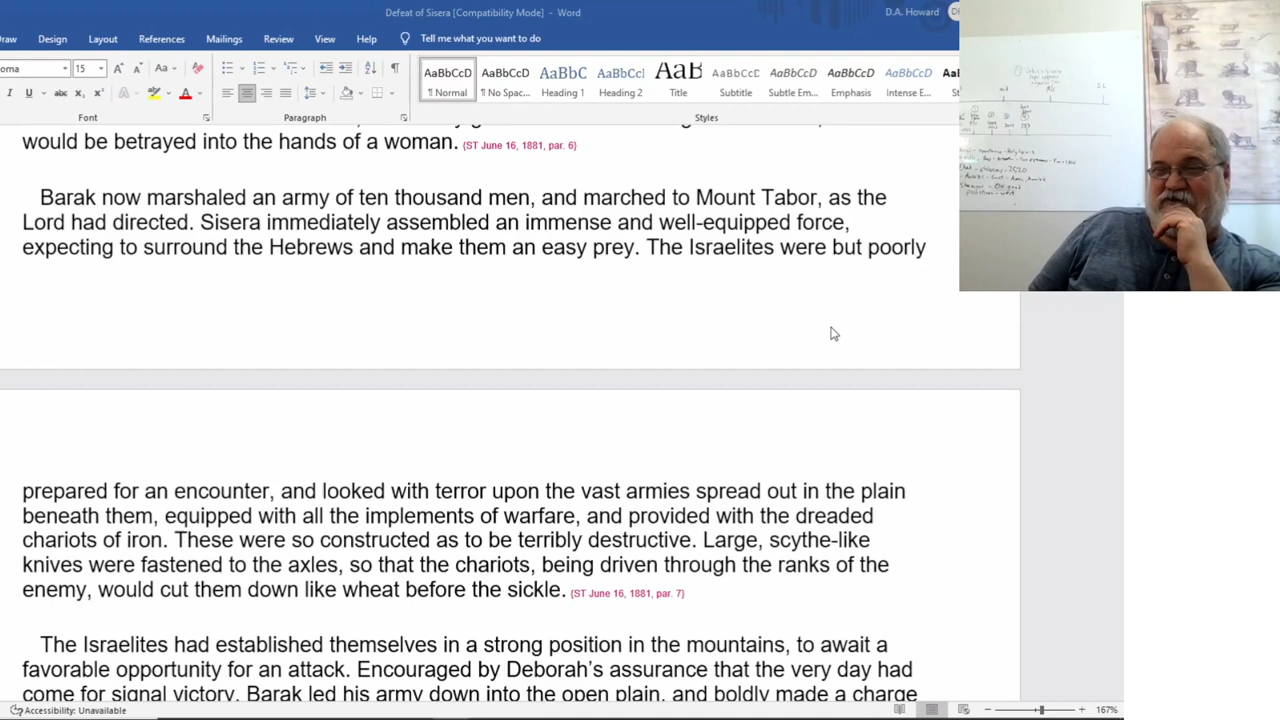 Defeat of Sisera [Compatibility Mode] - Word
D.A. Howard
Draw Design Layout References Mailings Review View Help Tell me what you want to do
oma 15 Aa
AaBbCcD AaBbCcD AaBbC AaBbCcI AaB AaBbCcD AaBbCcD AaBbCcD AaBbCcD
¶ Normal ¶ No Spac... Heading 1 Heading 2 Title Subtitle Subtle Em... Emphasis Intense E...
Font Paragraph Styles
would be betrayed into the hands of a woman. {ST June 16, 1881, par. 6}
Barak now marshaled an army of ten thousand men, and marched to Mount Tabor, as the
Lord had directed. Sisera immediately assembled an immense and well-equipped force,
expecting to surround the Hebrews and make them an easy prey. The Israelites were but poorly
prepared for an encounter, and looked with terror upon the vast armies spread out in the plain
beneath them, equipped with all the implements of warfare, and provided with the dreaded
chariots of iron. These were so constructed as to be terribly destructive. Large, scythe-like
knives were fastened to the axles, so that the chariots, being driven through the ranks of the
enemy, would cut them down like wheat before the sickle. {ST June 16, 1881, par. 7}
The Israelites had established themselves in a strong position in the mountains, to await a
favorable opportunity for an attack. Encouraged by Deborah's assurance that the very day had
come for signal victory, Barak led his army down into the open plain, and boldly made a charge
Accessibility: Unavailable
167%